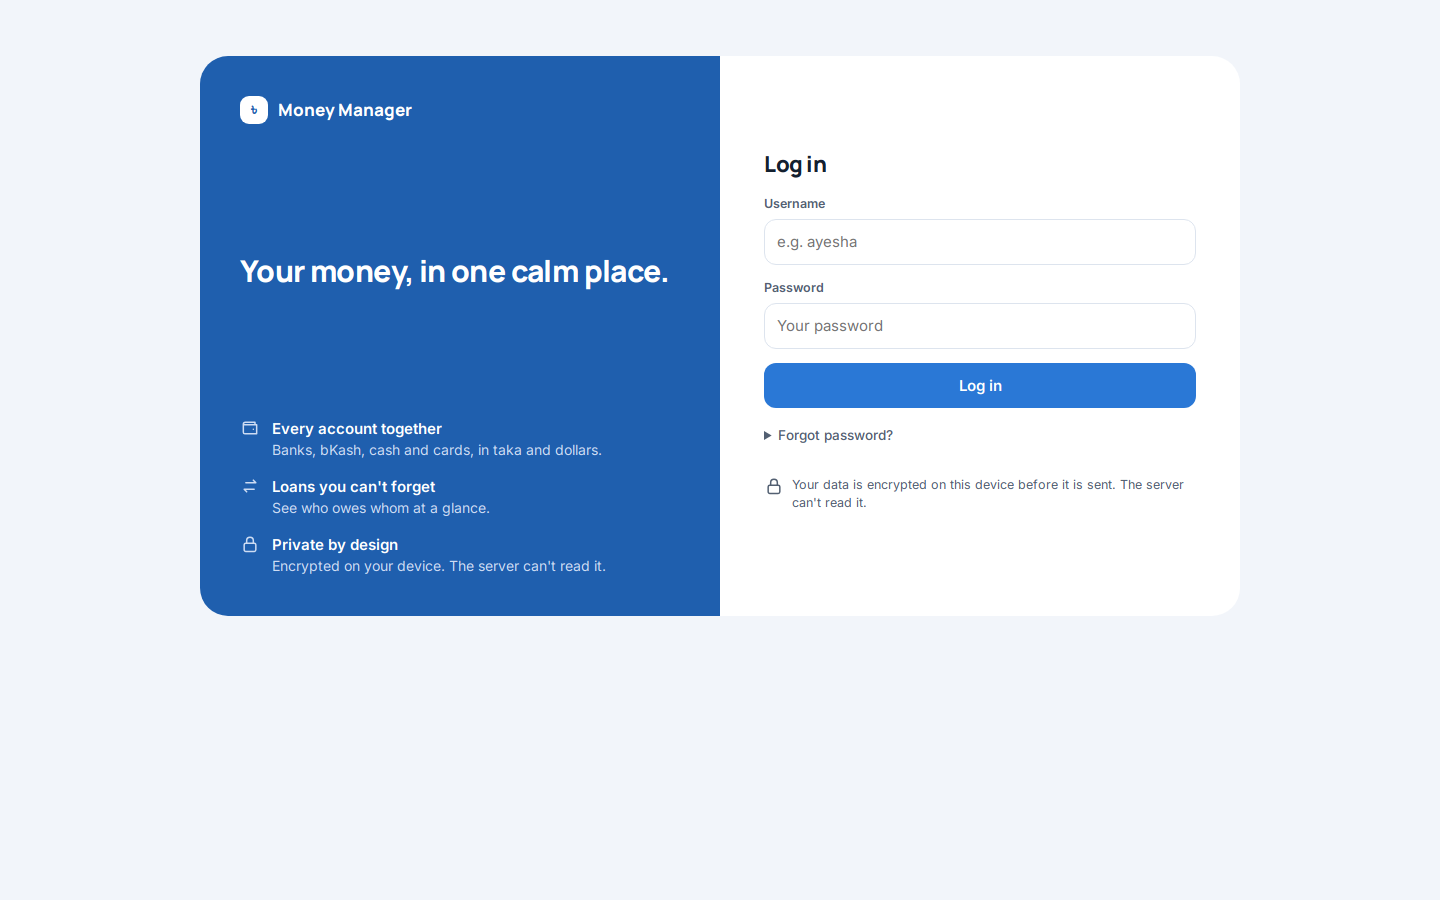 ৳ Money Manager
Your money, in one calm place.
Every account together
Banks, bKash, cash and cards, in taka and dollars.
Loans you can't forget
See who owes whom at a glance.
Private by design
Encrypted on your device. The server can't read it.
Log in
Username
e.g. ayesha
Password
Your password
Log in
Forgot password?
Your data is encrypted on this device before it is sent. The server
can't read it.